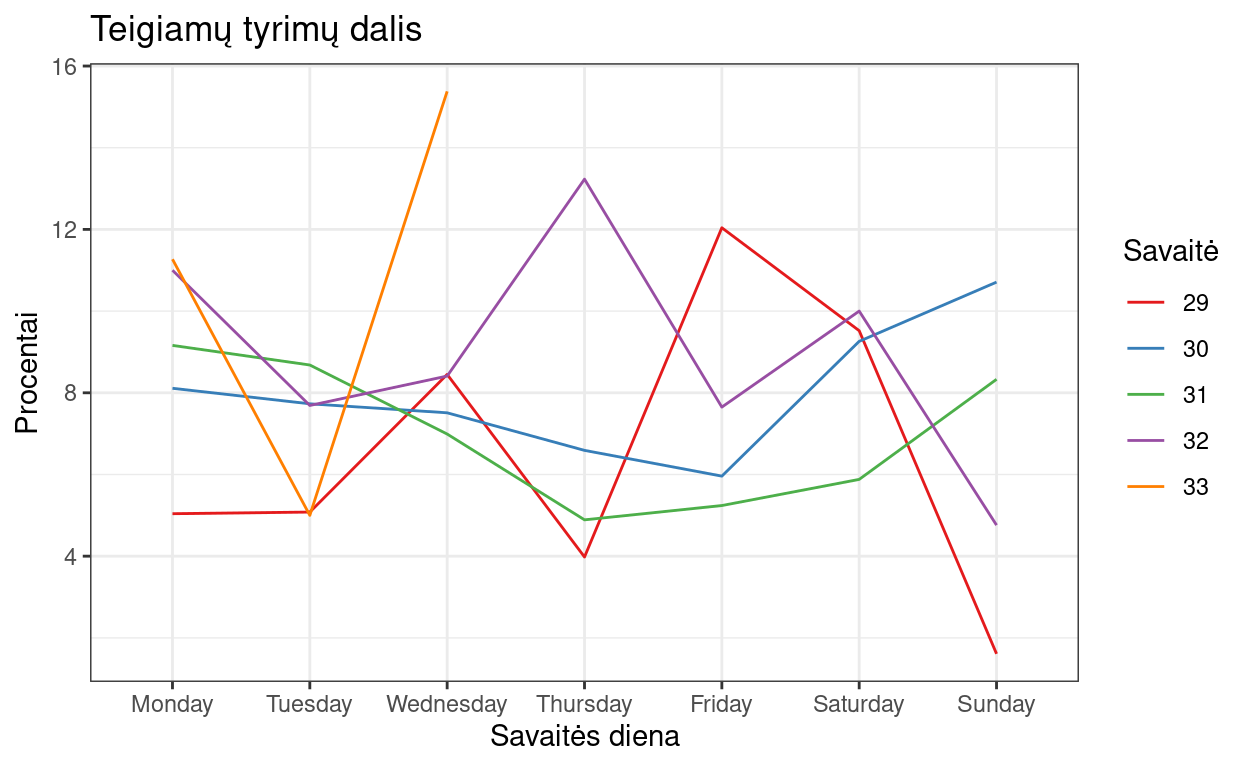 Teigiamų tyrimų dalis
Procentai
16
12
8
4
Monday
Tuesday
Wednesday
Thursday
Friday
Saturday
Sunday
Savaitės diena
Savaitė
29
30
31
32
33